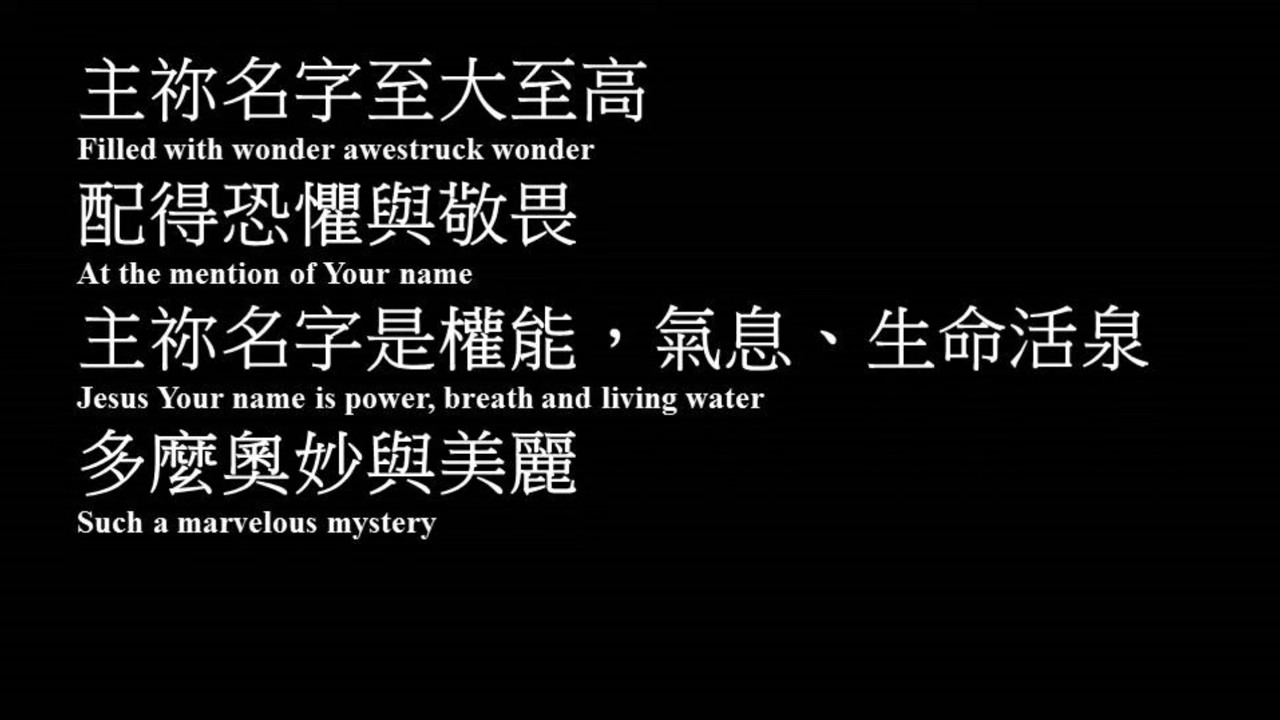 主祢名字至大至高
Filled with wonder awestruck wonder
配得恐懼與敬畏
At the mention of Your name
主祢名字是權能，氣息、生命活泉
Jesus Your name is power, breath and living water
多麼奧妙與美麗
Such a marvelous mystery